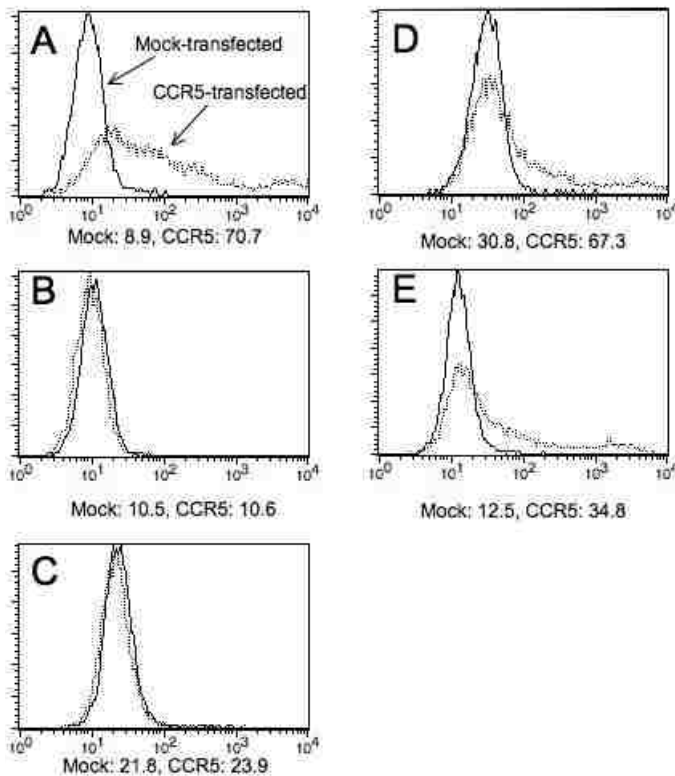 A
Mock-transfected
CCR5-transfected
10⁰ 10¹ 10² 10³ 10⁴
Mock: 8.9, CCR5: 70.7
B
10⁰ 10¹ 10² 10³ 10⁴
Mock: 10.5, CCR5: 10.6
C
10⁰ 10¹ 10² 10³ 10⁴
Mock: 21.8, CCR5: 23.9
D
10⁰ 10¹ 10² 10³ 10⁴
Mock: 30.8, CCR5: 67.3
E
10⁰ 10¹ 10² 10³ 10⁴
Mock: 12.5, CCR5: 34.8